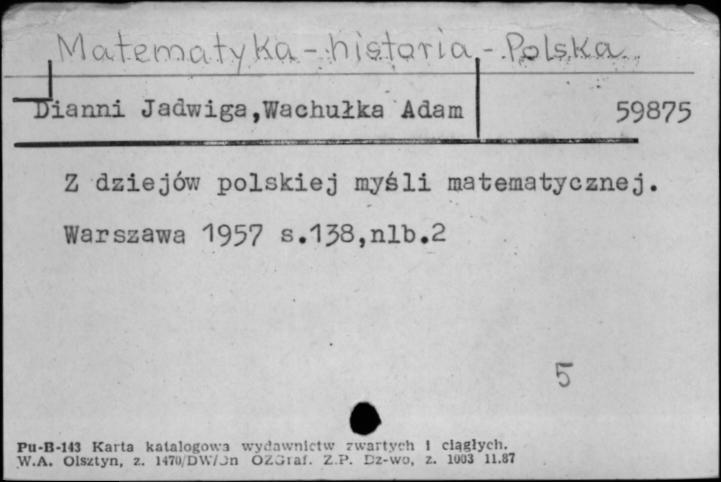 Matematyka - historia - Polska
Dianni Jadwiga,Wachułka Adam 59875
Z dziejów polskiej myśli matematycznej.
Warszawa 1957 s.138,nlb.2
5
Pu-B-143 Karta katalogowa wydawnictw zwartych i ciągłych.
W.A. Olsztyn, z. 1470/DW/Dn OZGraf. Z.P. Dz-wo, z. 1003 11.87